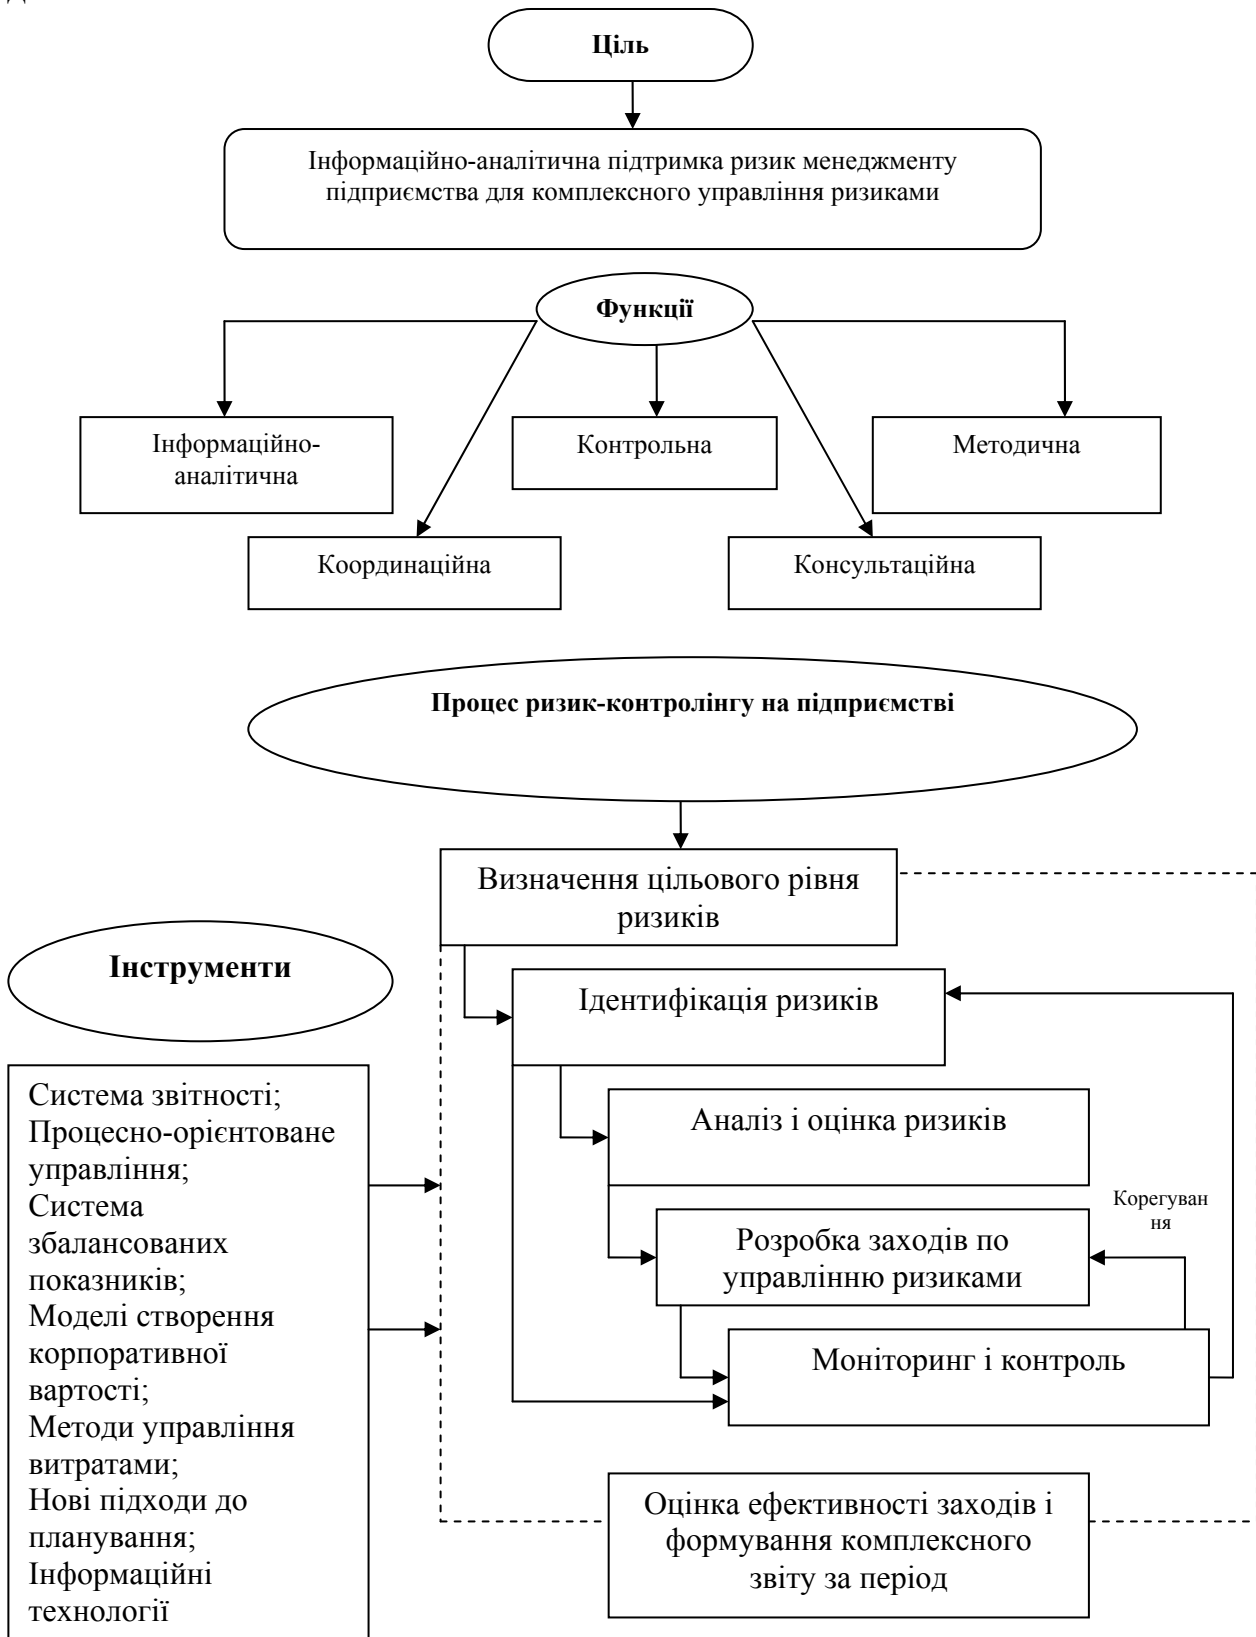 Ціль
Інформаційно-аналітична підтримка ризик менеджменту
підприємства для комплексного управління ризиками
Функції
Інформаційно-
аналітична
Контрольна
Методична
Координаційна
Консультаційна
Процес ризик-контролінгу на підприємстві
Визначення цільового рівня
ризиків
Інструменти
Ідентифікація ризиків
Система звітності;
Процесно-орієнтоване
управління;
Система
збалансованих
показників;
Моделі створення
корпоративної
вартості;
Методи управління
витратами;
Нові підходи до
планування;
Інформаційні
технології
Аналіз і оцінка ризиків
Корегуван
ня
Розробка заходів по
управлінню ризиками
Моніторинг і контроль
Оцінка ефективності заходів і
формування комплексного
звіту за період